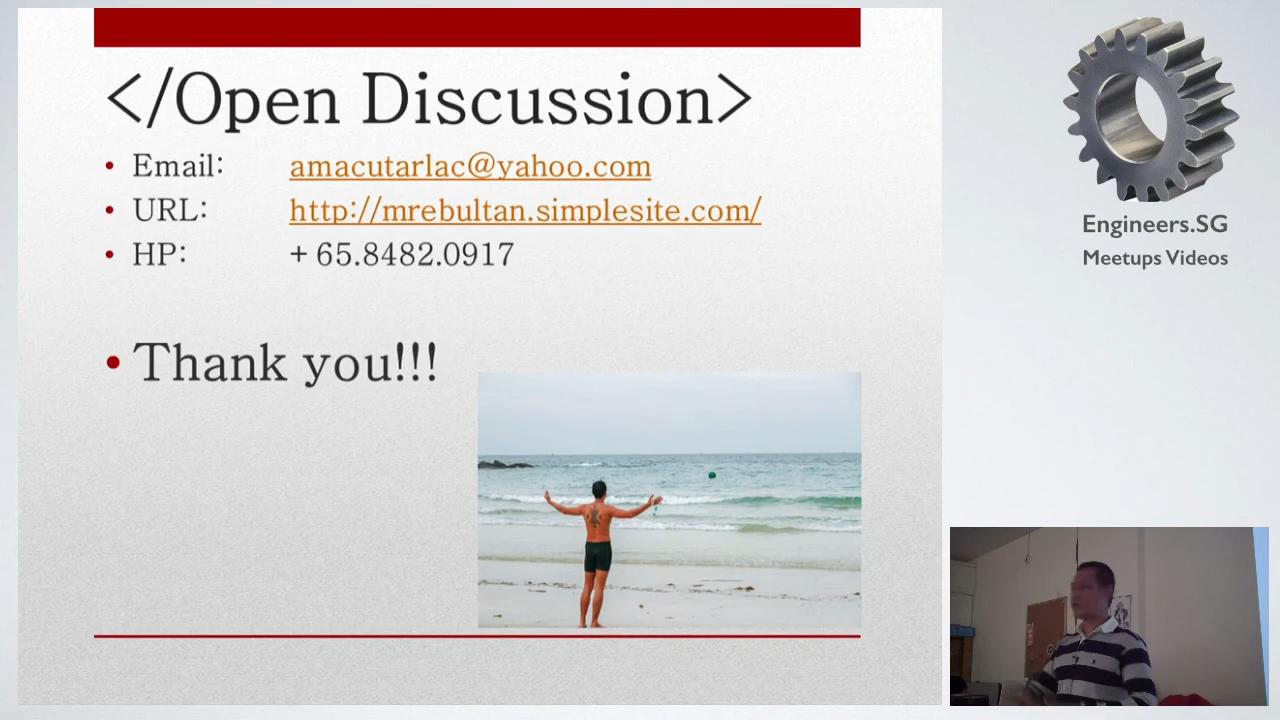 </Open Discussion>
• Email: amacutarlac@yahoo.com
• URL: http://mrebultan.simplesite.com/
• HP: + 65.8482.0917
• Thank you!!!
Engineers.SG
Meetups Videos